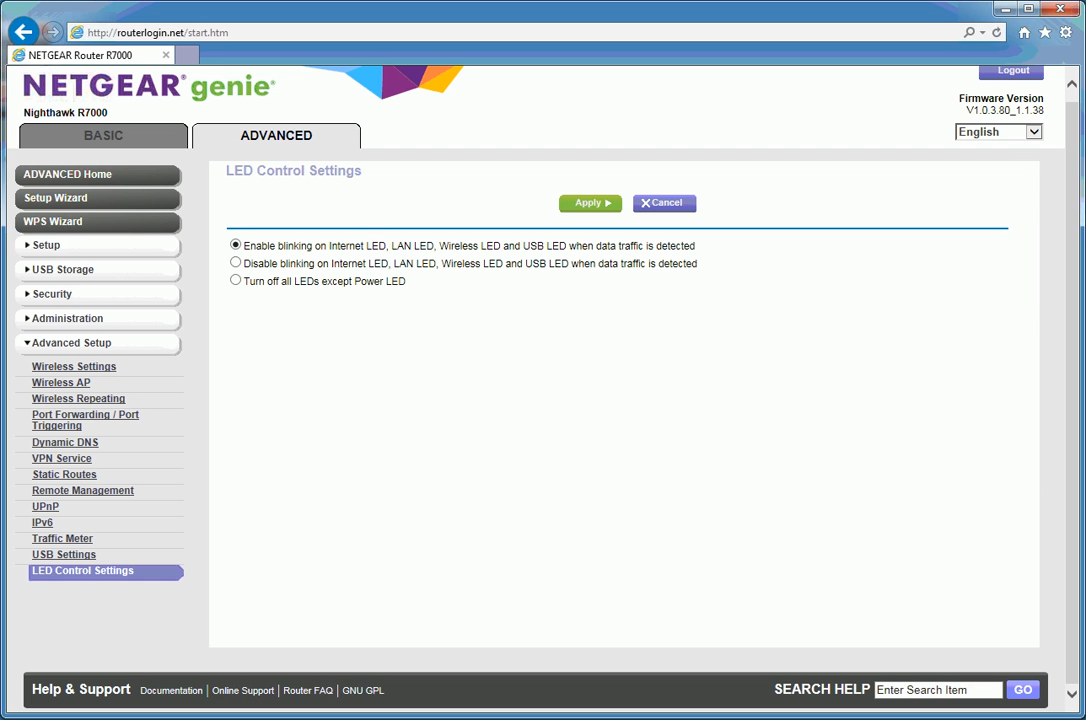 http://routerlogin.net/start.htm
NETGEAR Router R7000
NETGEAR® genie®
Logout
Nighthawk R7000
Firmware Version
V1.0.3.80_1.1.38
English
BASIC
ADVANCED
ADVANCED Home
Setup Wizard
WPS Wizard
Setup
USB Storage
Security
Administration
Advanced Setup
Wireless Settings
Wireless AP
Wireless Repeating
Port Forwarding / Port
Triggering
Dynamic DNS
VPN Service
Static Routes
Remote Management
UPnP
IPv6
Traffic Meter
USB Settings
LED Control Settings
LED Control Settings
Apply
Cancel
Enable blinking on Internet LED, LAN LED, Wireless LED and USB LED when data traffic is detected
Disable blinking on Internet LED, LAN LED, Wireless LED and USB LED when data traffic is detected
Turn off all LEDs except Power LED
Help & Support Documentation | Online Support | Router FAQ | GNU GPL
SEARCH HELP Enter Search Item GO